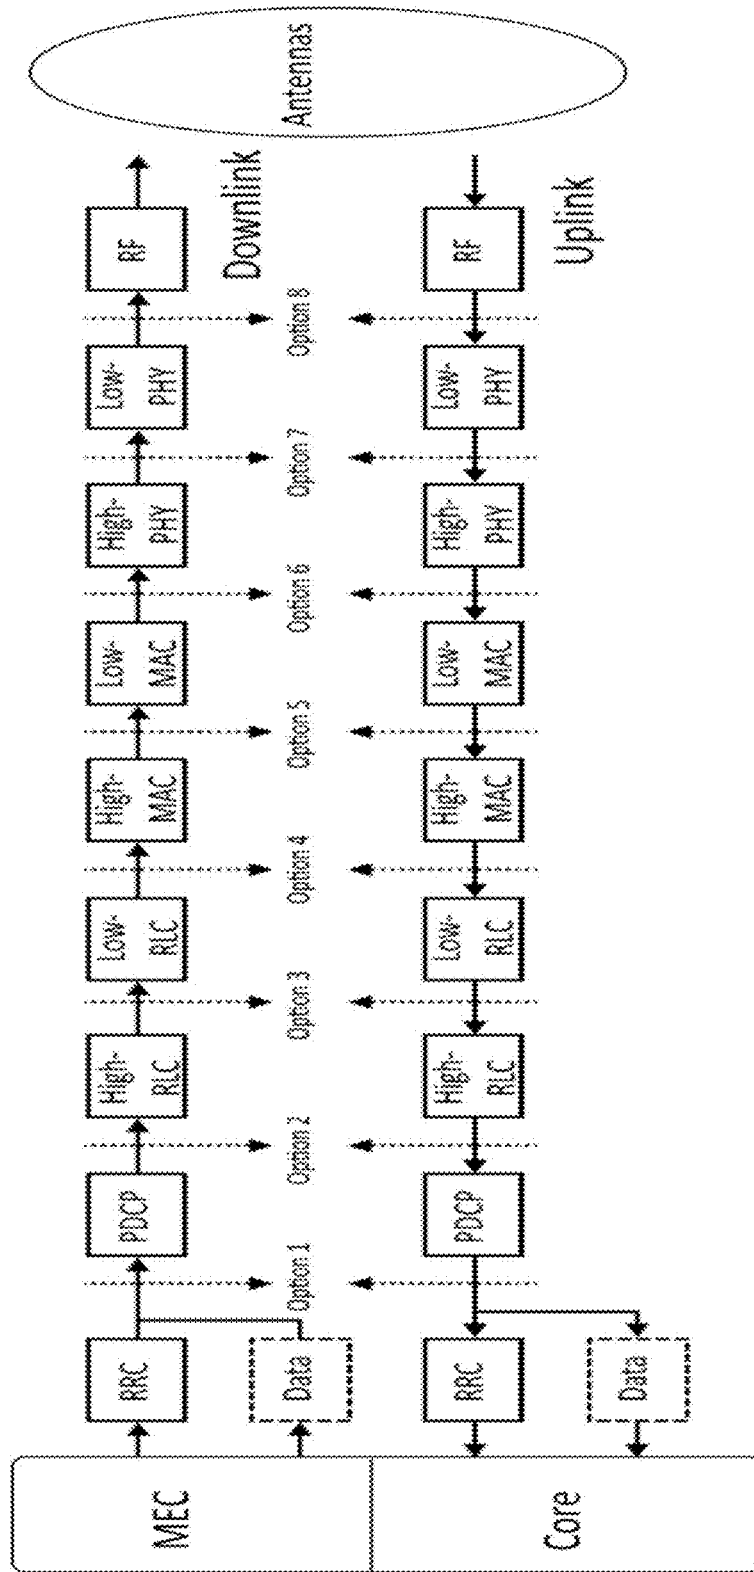 MEC
RRC
Data
PDCP
High-
RLC
Low-
RLC
High-
MAC
Low-
MAC
High-
PHY
Low-
PHY
RF
Downlink
Option 1
Option 2
Option 3
Option 4
Option 5
Option 6
Option 7
Option 8
Antennas
Core
RRC
Data
PDCP
High-
RLC
Low-
RLC
High-
MAC
Low-
MAC
High-
PHY
Low-
PHY
RF
Uplink